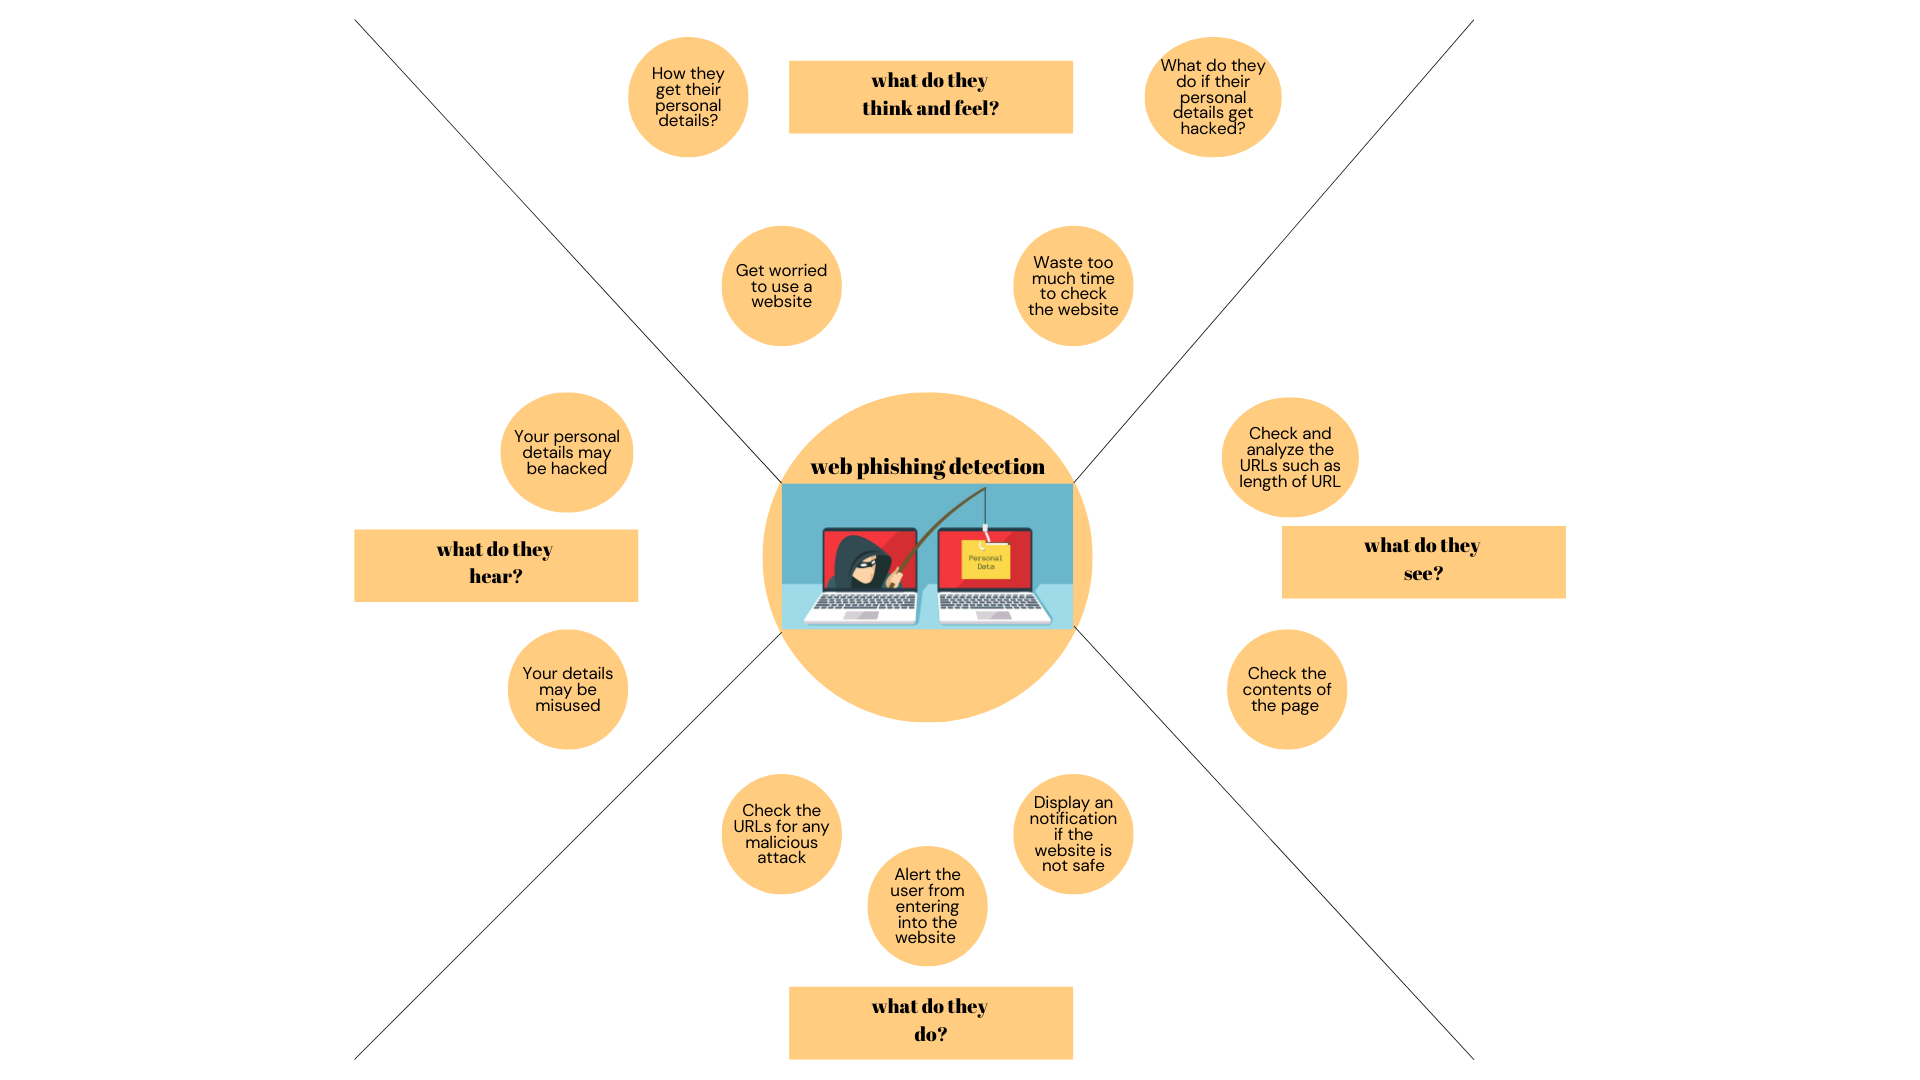 How they
get their
personal
details?
what do they
think and feel?
What do they
do if their
personal
details get
hacked?
Get worried
to use a
website
Waste too
much time
to check
the website
Your personal
details may
be hacked
what do they
hear?
Your details
may be
misused
web phishing detection
Personal
Data
Check and
analyze the
URLs such as
length of URL
what do they
see?
Check the
contents of
the page
Check the
URLs for any
malicious
attack
Alert the
user from
entering
into the
website
Display an
notification
if the
website is
not safe
what do they
do?